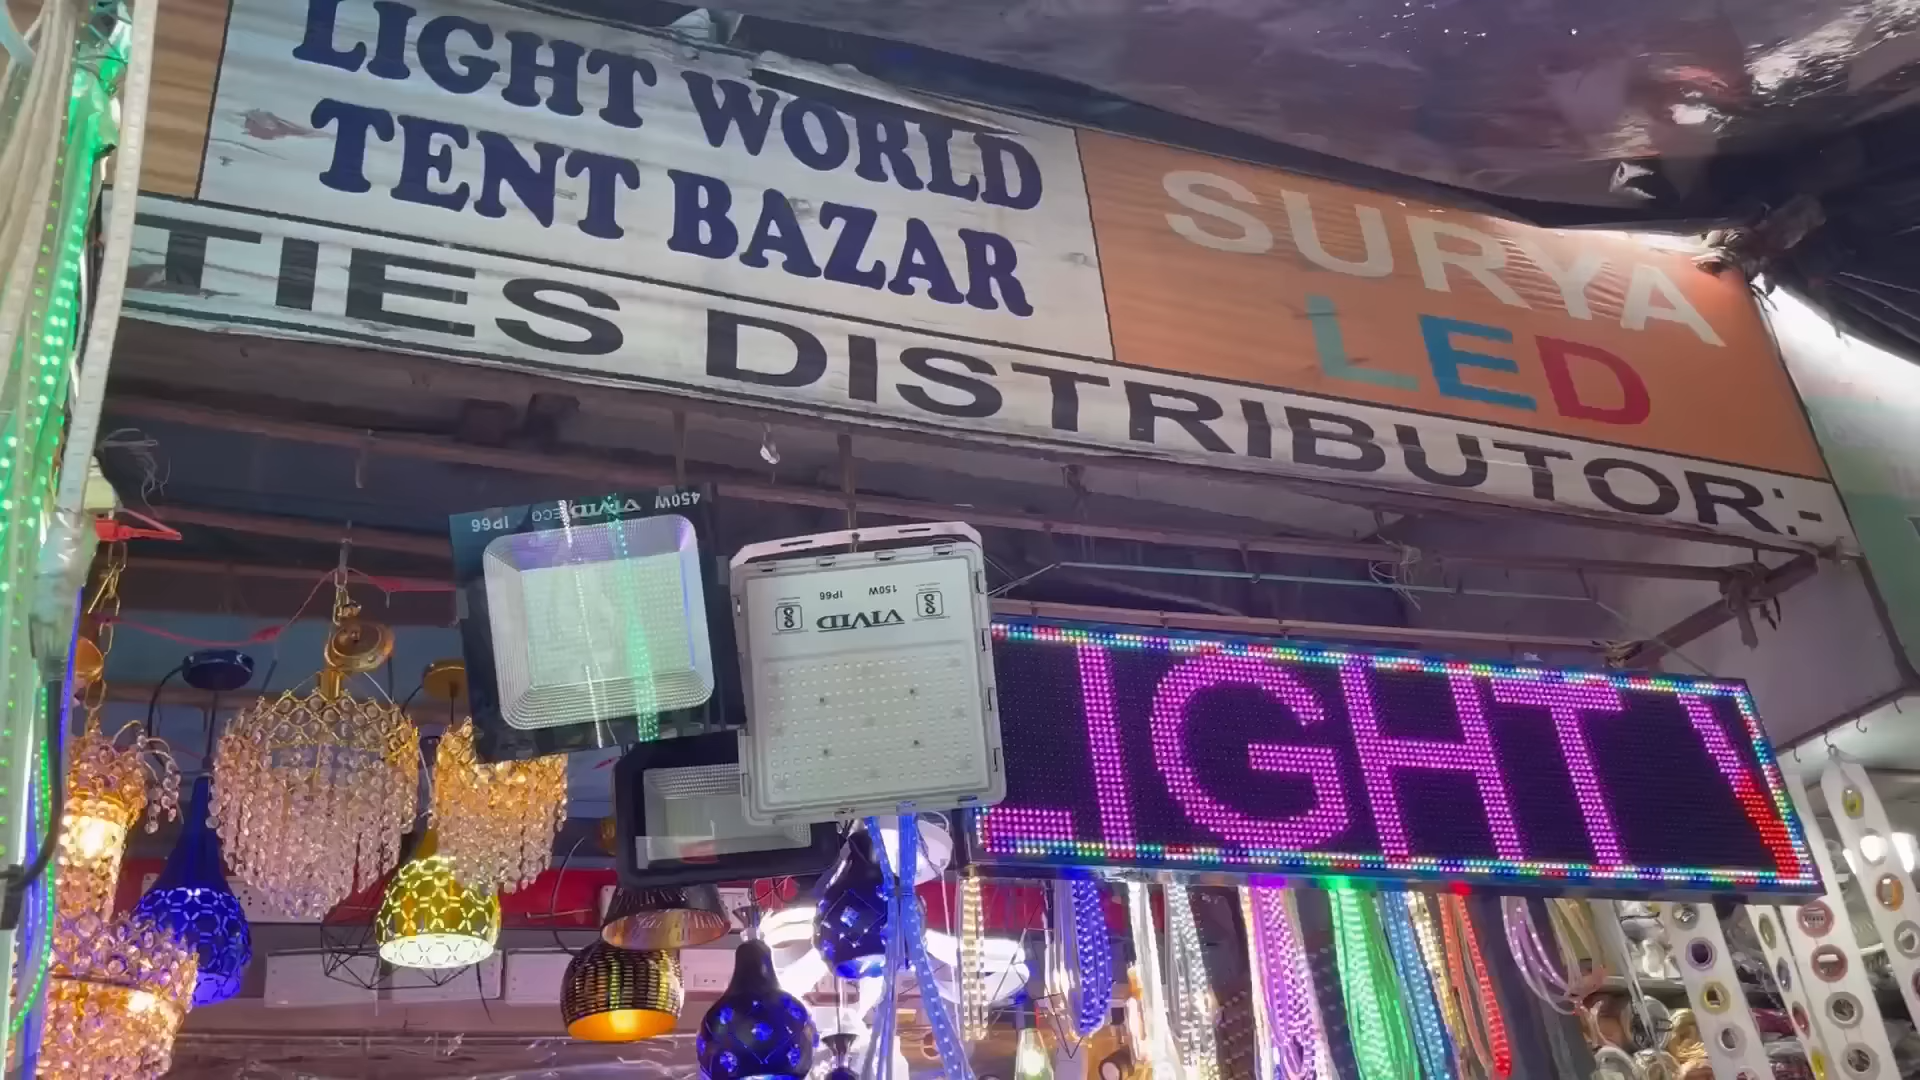 LIGHT WORLD
TENT BAZAR
SURYA
LED
TIES DISTRIBUTOR:-
450W VIVID ECO IP66
VIVID
150W IP66
LIGHT